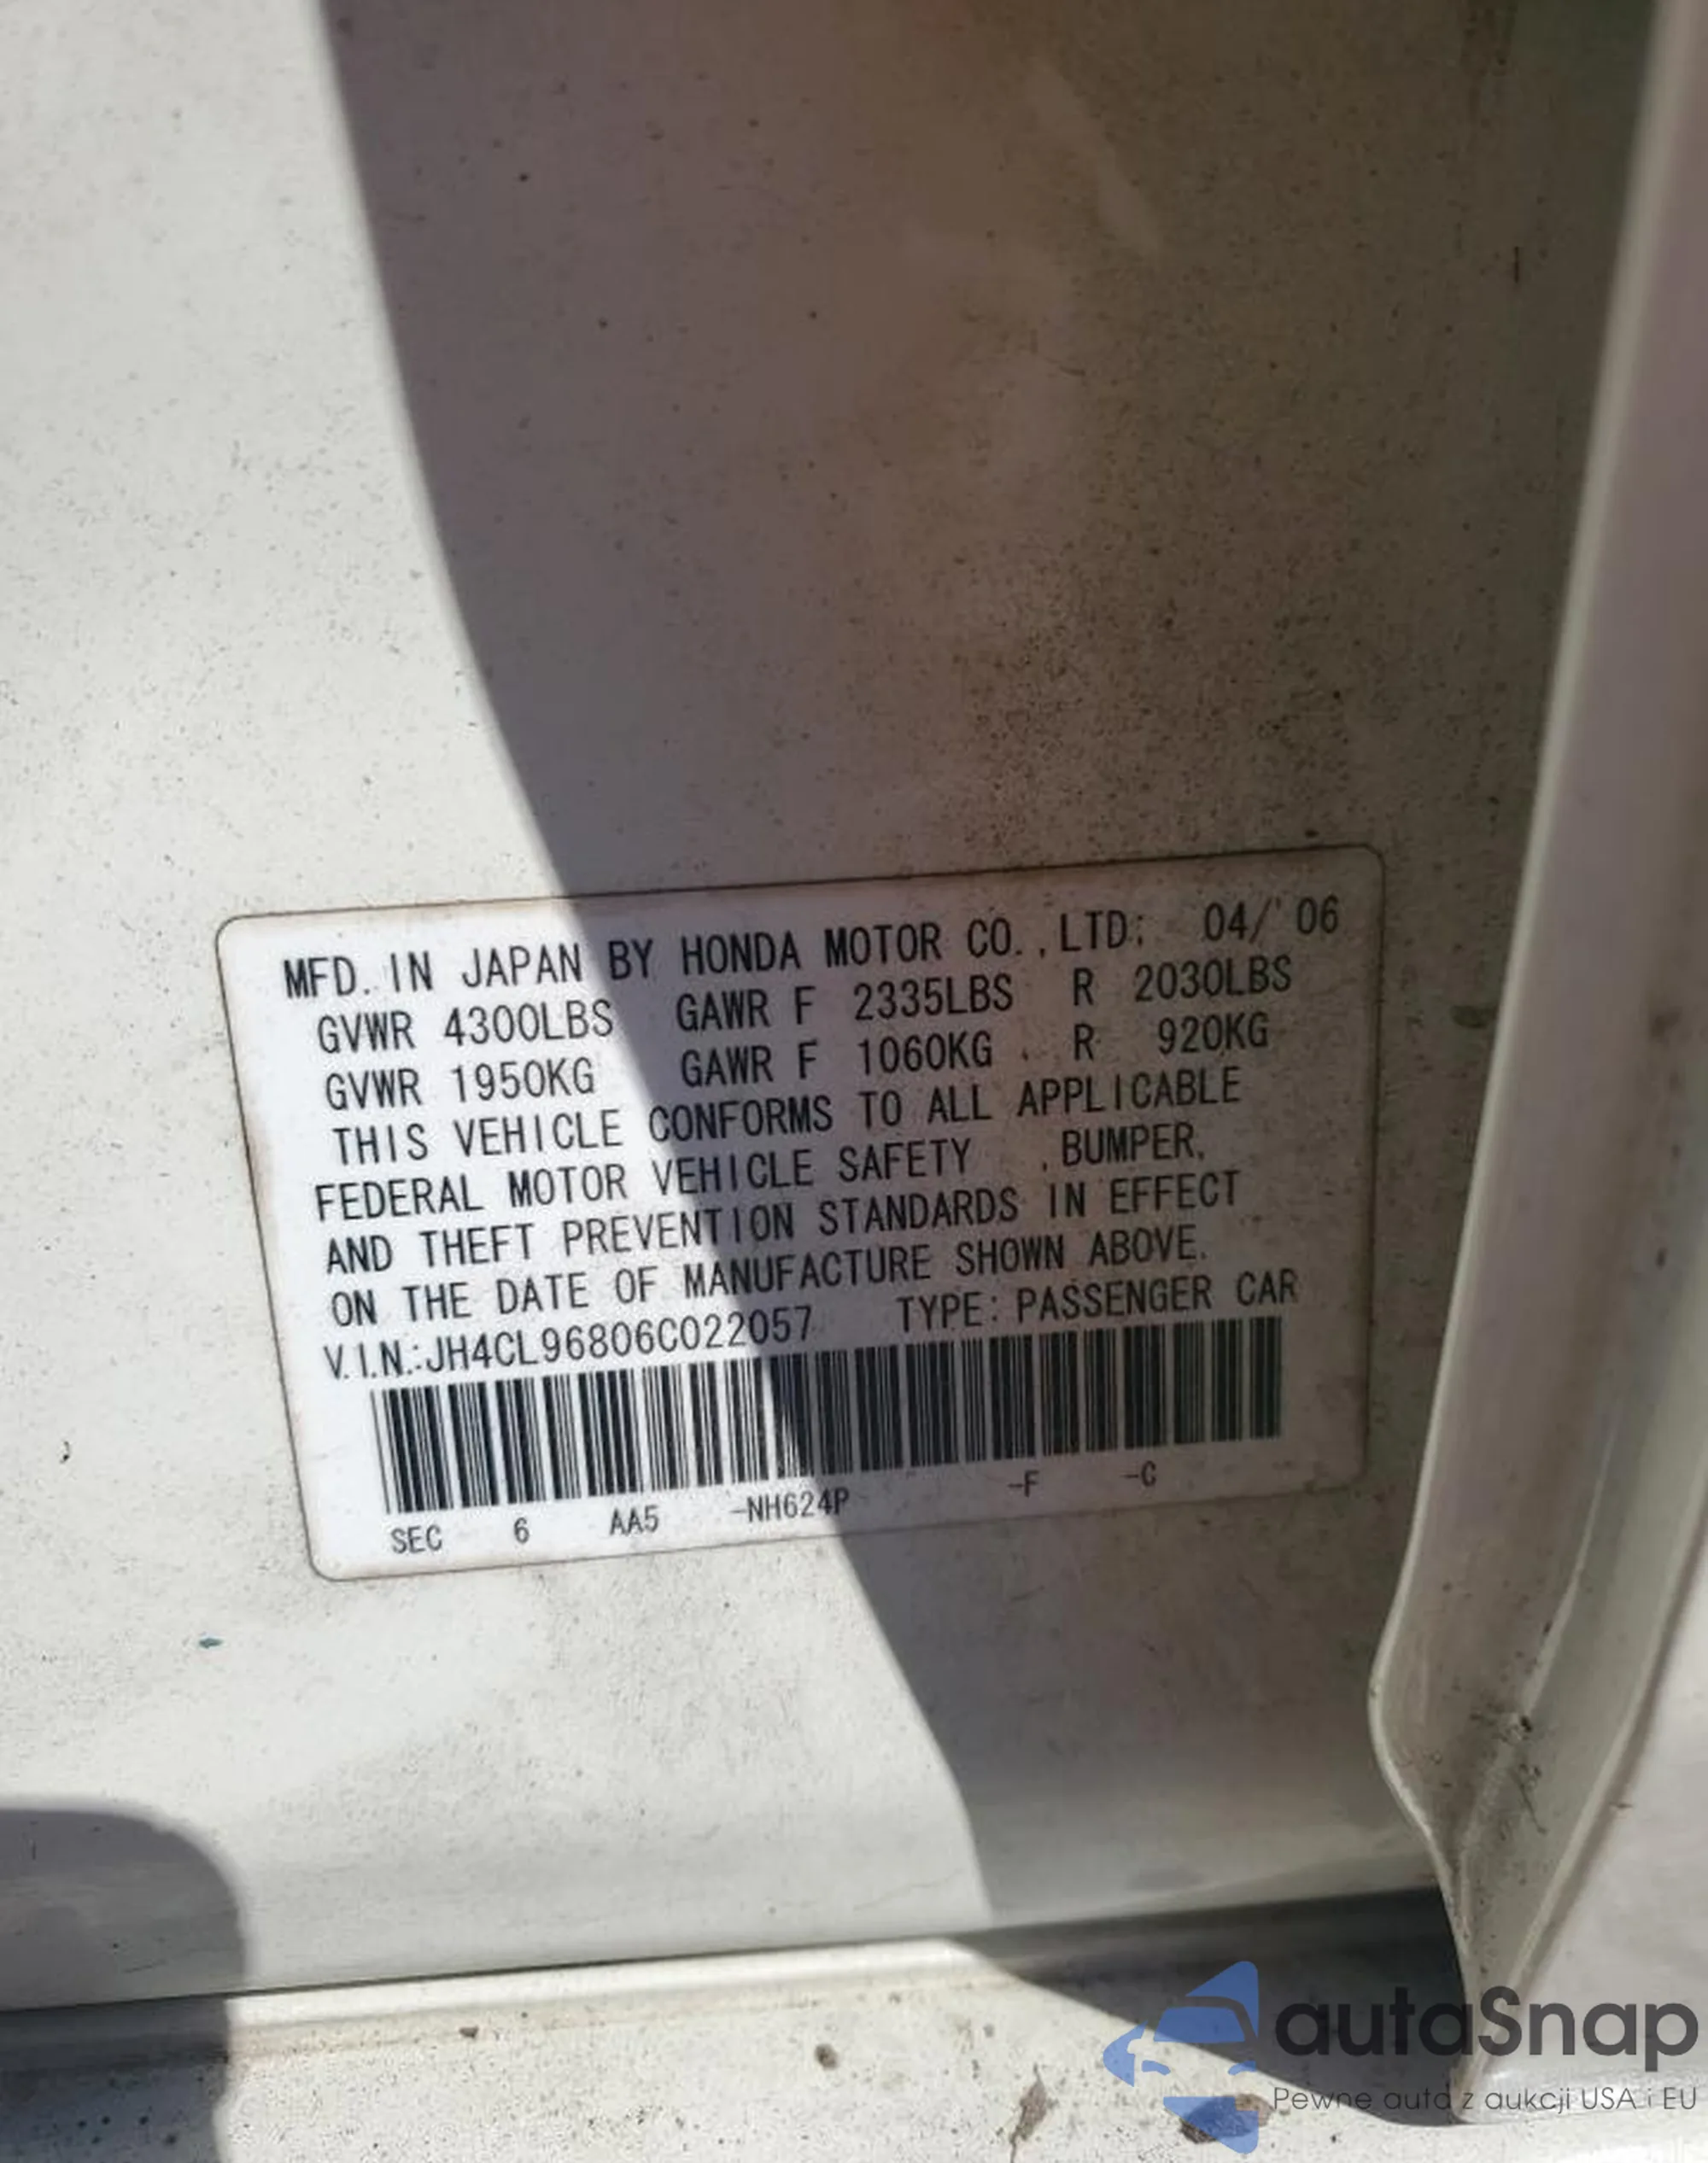 MFD. IN JAPAN BY HONDA MOTOR CO.,LTD; 04/'06
GVWR 4300LBS GAWR F 2335LBS R 2030LBS
GVWR 1950KG GAWR F 1060KG . R 920KG
THIS VEHICLE CONFORMS TO ALL APPLICABLE
FEDERAL MOTOR VEHICLE SAFETY , BUMPER,
AND THEFT PREVENTION STANDARDS IN EFFECT
ON THE DATE OF MANUFACTURE SHOWN ABOVE.
V.I.N.:JH4CL96806C022057 TYPE:PASSENGER CAR
SEC 6 AA5 -NH624P -F -C
autaSnap
Pewne auta z aukcji USA i EU